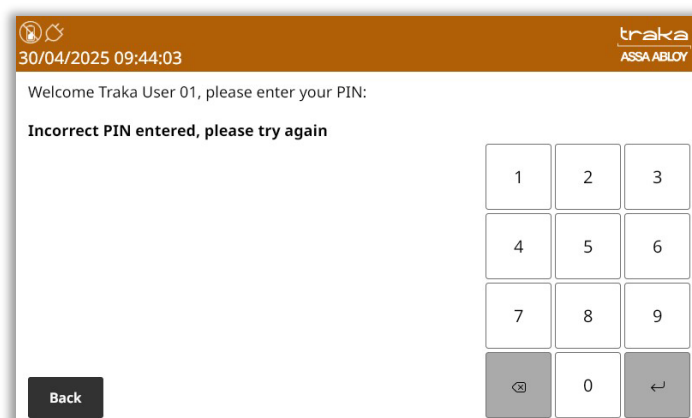 30/04/2025 09:44:03
traka
ASSA ABLOY
Welcome Traka User 01, please enter your PIN:
Incorrect PIN entered, please try again
1 2 3
4 5 6
7 8 9
0
Back